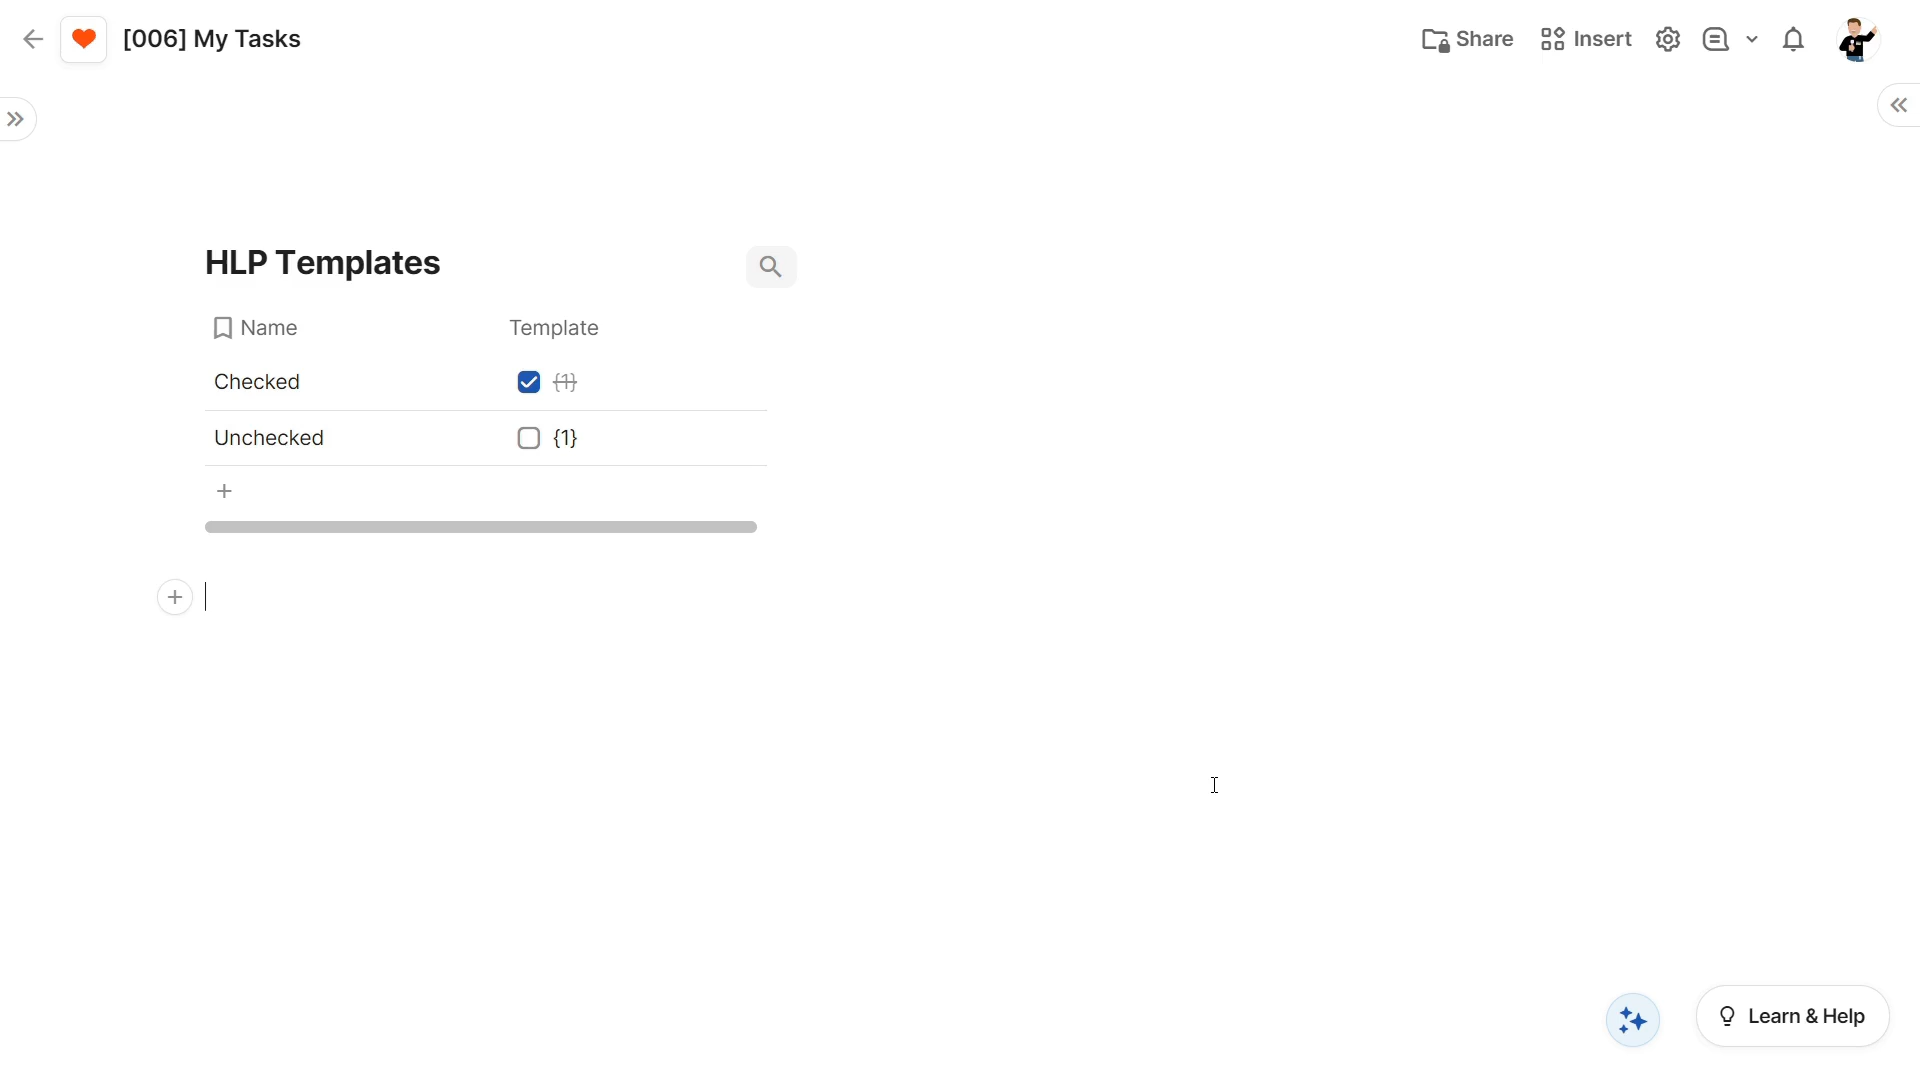 [006] My Tasks
Share
Insert
HLP Templates
Name
Template
Checked
{1}
Unchecked
{1}
Learn & Help